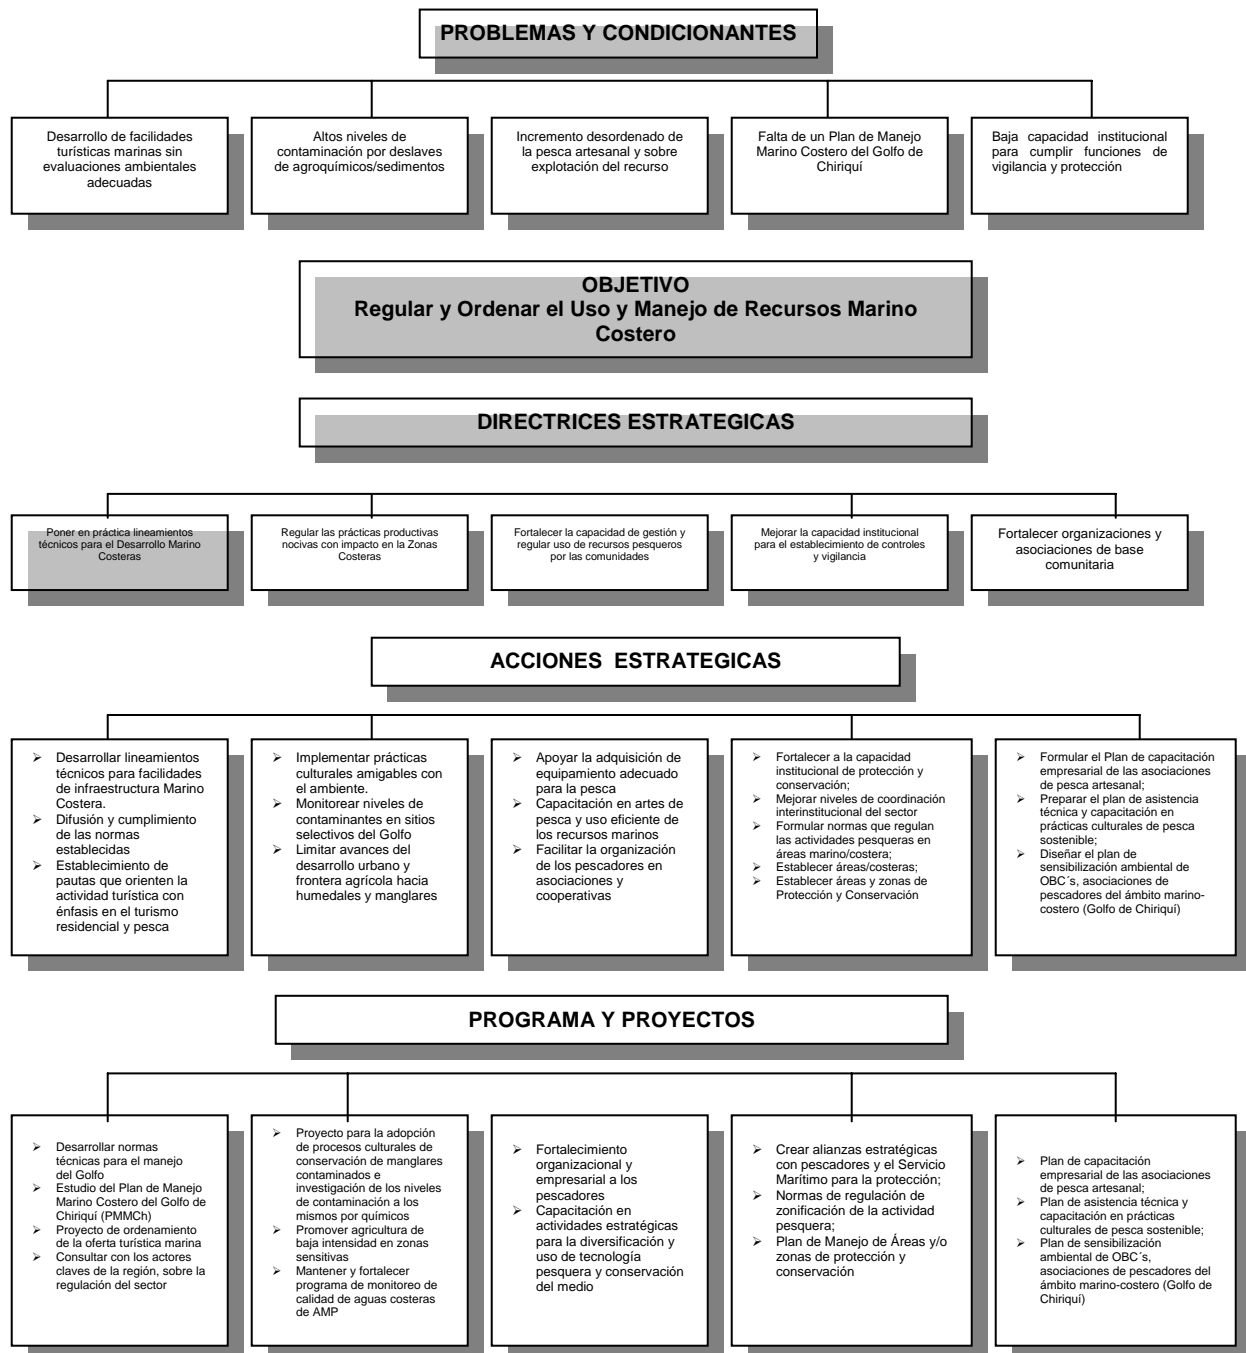 PROBLEMAS Y CONDICIONANTES
Desarrollo de facilidades
turísticas marinas sin
evaluaciones ambientales
adecuadas
Altos niveles de
contaminación por deslaves
de agroquímicos/sedimentos
Incremento desordenado de
la pesca artesanal y sobre
explotación del recurso
Falta de un Plan de Manejo
Marino Costero del Golfo de
Chiriquí
Baja capacidad institucional
para cumplir funciones de
vigilancia y protección
OBJETIVO
Regular y Ordenar el Uso y Manejo de Recursos Marino
Costero
DIRECTRICES ESTRATEGICAS
Poner en práctica lineamientos
técnicos para el Desarrollo Marino
Costeras
Regular las prácticas productivas
nocivas con impacto en la Zonas
Costeras
Fortalecer la capacidad de gestión y
regular uso de recursos pesqueros
por las comunidades
Mejorar la capacidad institucional
para el establecimiento de controles
y vigilancia
Fortalecer organizaciones y
asociaciones de base
comunitaria
ACCIONES ESTRATEGICAS
➢ Desarrollar lineamientos
técnicos para facilidades
de infraestructura Marino
Costera.
➢ Difusión y cumplimiento
de las normas
establecidas
➢ Establecimiento de
pautas que orienten la
actividad turística con
énfasis en el turismo
residencial y pesca
➢ Implementar prácticas
culturales amigables con
el ambiente.
➢ Monitorear niveles de
contaminantes en sitios
selectivos del Golfo
➢ Limitar avances del
desarrollo urbano y
frontera agrícola hacia
humedales y manglares
➢ Apoyar la adquisición de
equipamiento adecuado
para la pesca
➢ Capacitación en artes de
pesca y uso eficiente de
los recursos marinos
➢ Facilitar la organización
de los pescadores en
asociaciones y
cooperativas
➢ Fortalecer a la capacidad
institucional de protección y
conservación;
➢ Mejorar niveles de coordinación
interinstitucional del sector
➢ Formular normas que regulan
las actividades pesqueras en
áreas marino/costera;
➢ Establecer áreas/costeras;
➢ Establecer áreas y zonas de
Protección y Conservación
➢ Formular el Plan de capacitación
empresarial de las asociaciones
de pesca artesanal;
➢ Preparar el plan de asistencia
técnica y capacitación en
prácticas culturales de pesca
sostenible;
➢ Diseñar el plan de
sensibilización ambiental de
OBC´s, asociaciones de
pescadores del ámbito marino-
costero (Golfo de Chiriquí)
PROGRAMA Y PROYECTOS
➢ Desarrollar normas
técnicas para el manejo
del Golfo
➢ Estudio del Plan de Manejo
Marino Costero del Golfo de
Chiriquí (PMMCh)
➢ Proyecto de ordenamiento
de la oferta turística marina
➢ Consultar con los actores
claves de la región, sobre la
regulación del sector
➢ Proyecto para la adopción
de procesos culturales de
conservación de manglares
contaminados e
investigación de los niveles
de contaminación a los
mismos por químicos
➢ Promover agricultura de
baja intensidad en zonas
sensitivas
➢ Mantener y fortalecer
programa de monitoreo de
calidad de aguas costeras
de AMP
➢ Fortalecimiento
organizacional y
empresarial a los
pescadores
➢ Capacitación en
actividades estratégicas
para la diversificación y
uso de tecnología
pesquera y conservación
del medio
➢ Crear alianzas estratégicas
con pescadores y el Servicio
Marítimo para la protección;
➢ Normas de regulación de
zonificación de la actividad
pesquera;
➢ Plan de Manejo de Áreas y/o
zonas de protección y
conservación
➢ Plan de capacitación
empresarial de las asociaciones
de pesca artesanal;
➢ Plan de asistencia técnica y
capacitación en prácticas
culturales de pesca sostenible;
➢ Plan de sensibilización
ambiental de OBC´s,
asociaciones de pescadores del
ámbito marino-costero (Golfo de
Chiriquí)